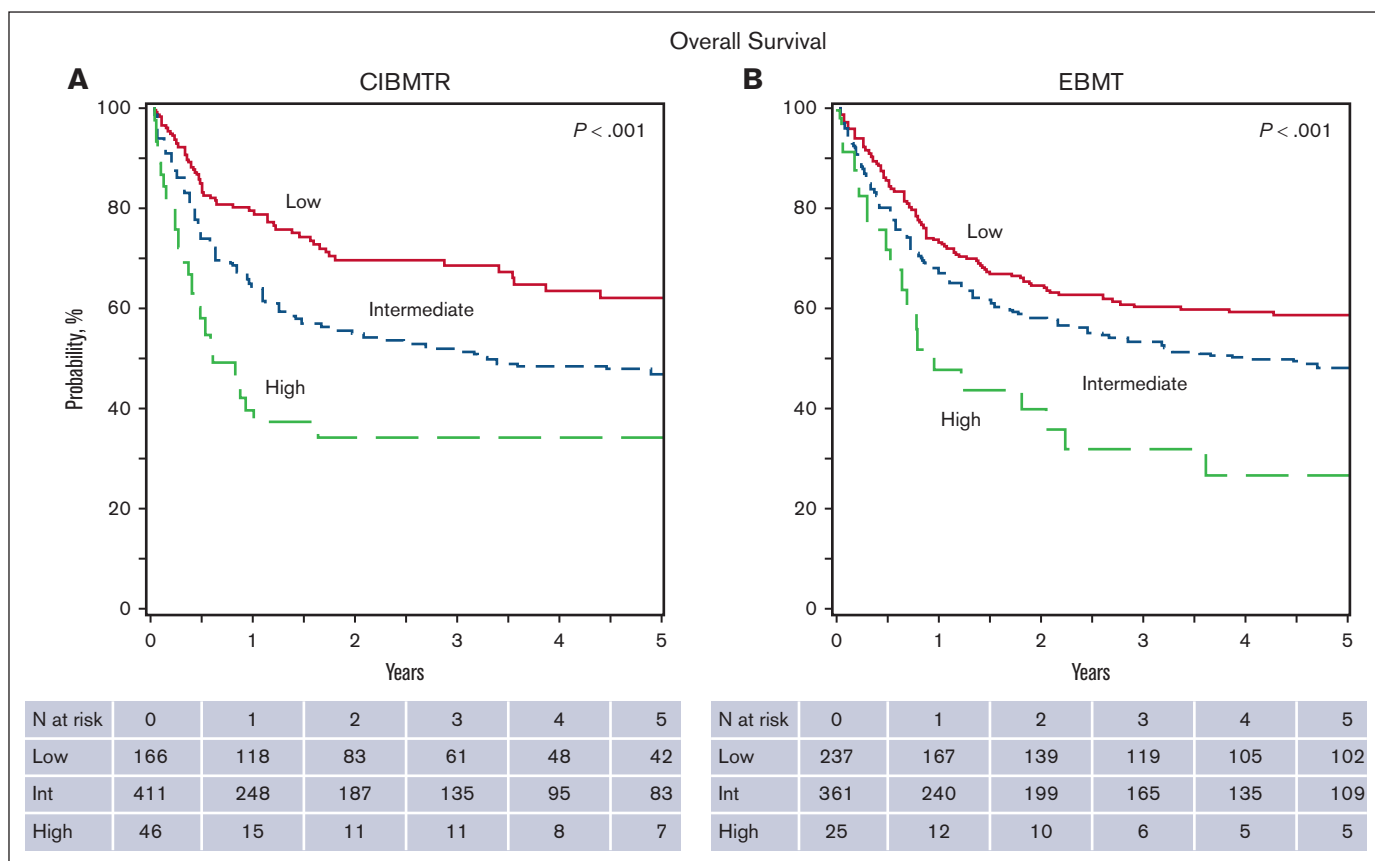 Overall Survival
A
CIBMTR
100
80
60
40
20
0
Probability, %
P < .001
Low
Intermediate
High
0 1 2 3 4 5
Years
N at risk 0 1 2 3 4 5
Low 166 118 83 61 48 42
Int 411 248 187 135 95 83
High 46 15 11 11 8 7
B
EBMT
100
80
60
40
20
0
P < .001
Low
Intermediate
High
0 1 2 3 4 5
Years
N at risk 0 1 2 3 4 5
Low 237 167 139 119 105 102
Int 361 240 199 165 135 109
High 25 12 10 6 5 5